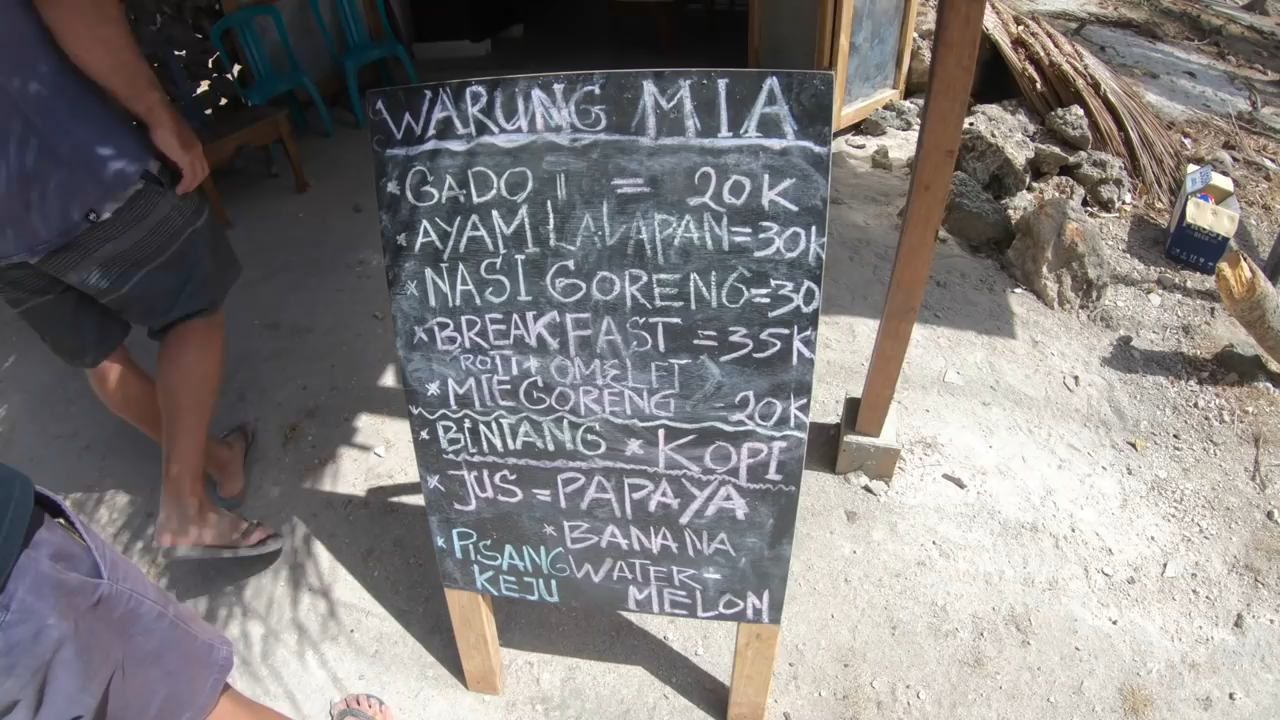 WARUNG MIA
* GADO || = 20K
* AYAM LALAPAN=30K
* NASI GORENG=30
* BREAKFAST =35K
ROTI + OMELET
* MIE GORENG 20K
* BINTANG * KOPI
* JUS = PAPAYA
* BANANA
* PISANG WATER-
KEJU MELON